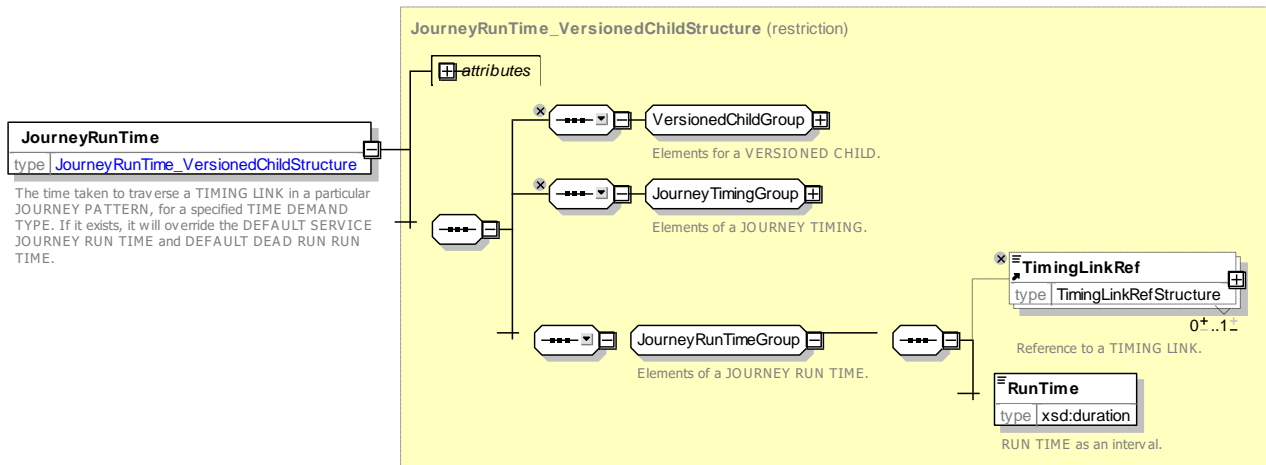 JourneyRunTime_VersionedChildStructure (restriction)
attributes
JourneyRunTime
type JourneyRunTime_VersionedChildStructure
The time taken to traverse a TIMING LINK in a particular
JOURNEY PATTERN, for a specified TIME DEMAND
TYPE. If it exists, it will override the DEFAULT SERVICE
JOURNEY RUN TIME and DEFAULT DEAD RUN RUN
TIME.
VersionedChildGroup
Elements for a VERSIONED CHILD.
JourneyTimingGroup
Elements of a JOURNEY TIMING.
JourneyRunTimeGroup
Elements of a JOURNEY RUN TIME.
TimingLinkRef
type TimingLinkRefStructure
0..1
Reference to a TIMING LINK.
RunTime
type xsd:duration
RUN TIME as an interval.